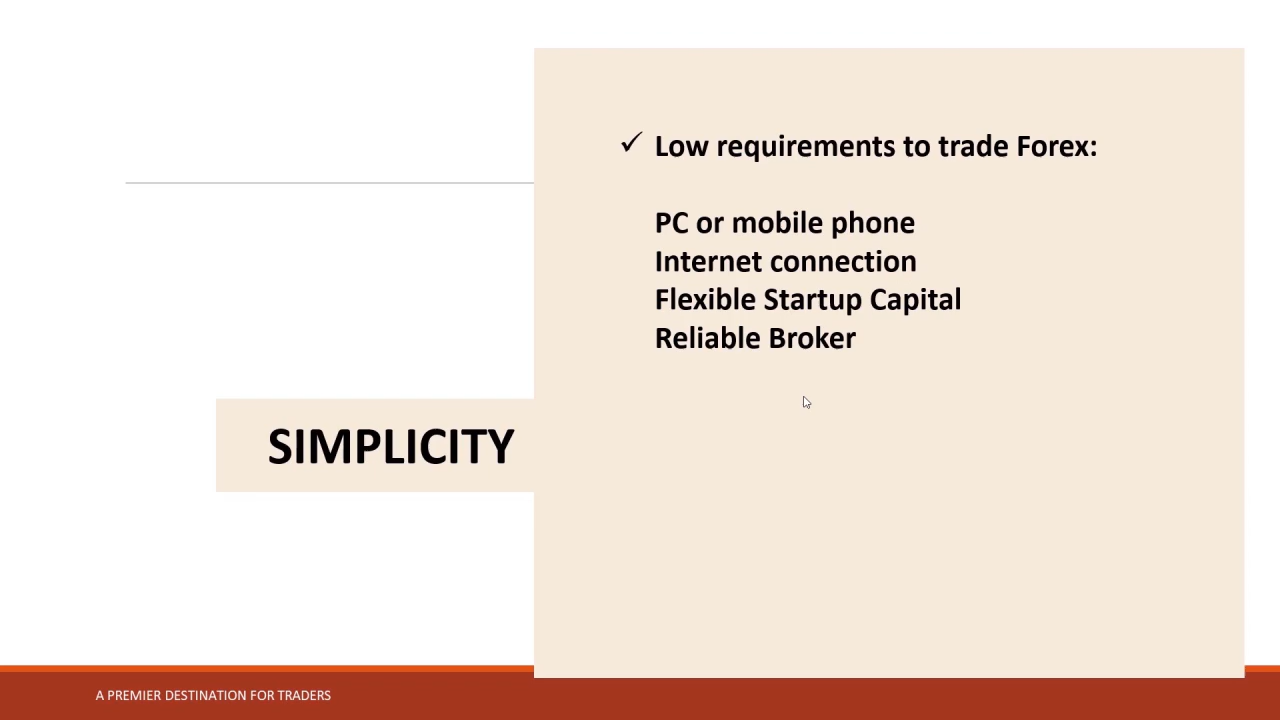 SIMPLICITY
✓ Low requirements to trade Forex:
PC or mobile phone
Internet connection
Flexible Startup Capital
Reliable Broker
A PREMIER DESTINATION FOR TRADERS